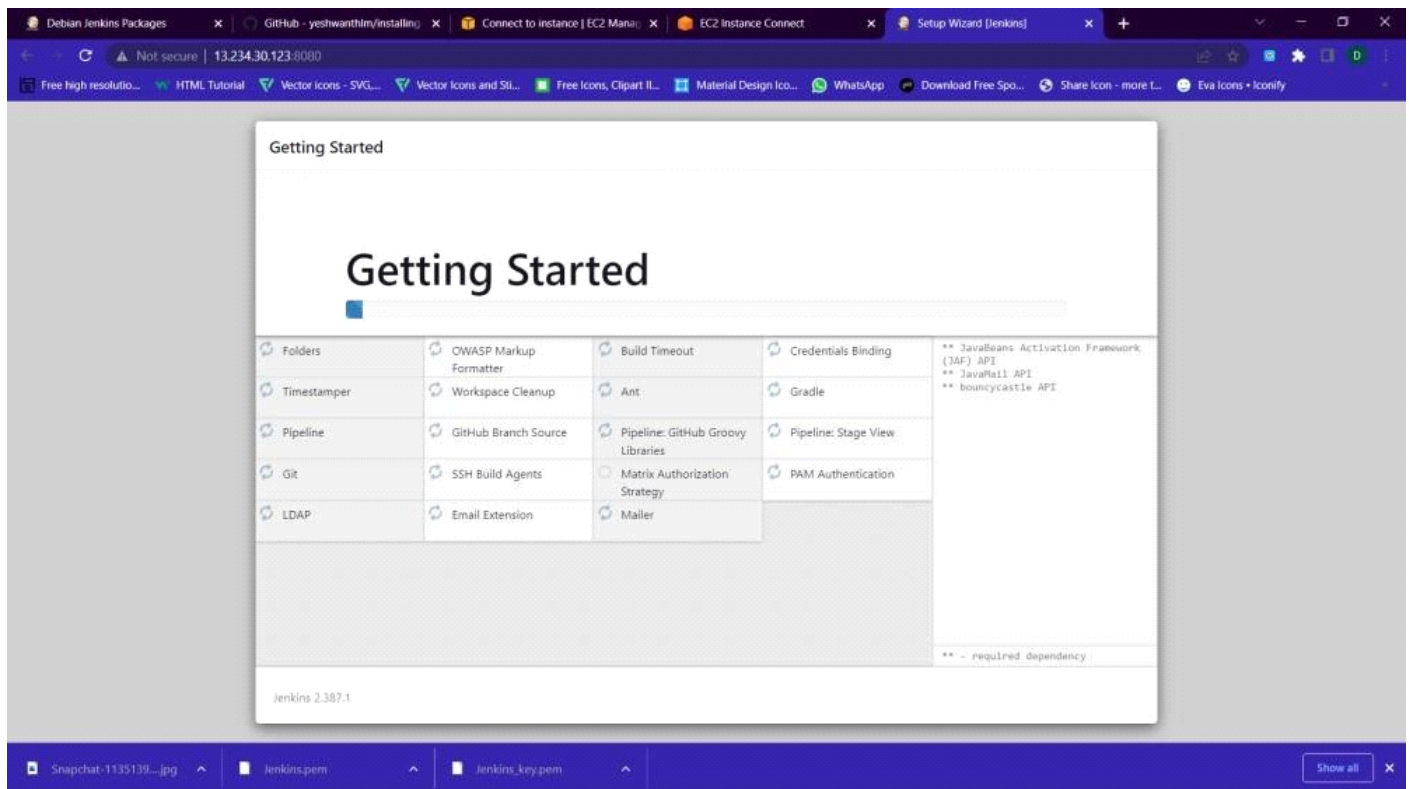 Debian Jenkins Packages
GitHub - yeshwanthlm/installing
Connect to instance | EC2 Manag
EC2 Instance Connect
Setup Wizard [Jenkins]
Not secure | 13.234.30.123:8080
D
Free high resolutio...
HTML Tutorial
Vector icons - SVG,...
Vector Icons and Sti...
Free Icons, Clipart Il...
Material Design Ico...
WhatsApp
Download Free Spo...
Share Icon - more t...
Eva Icons • Iconify
Getting Started
Getting Started
Folders
OWASP Markup
Formatter
Build Timeout
Credentials Binding
Timestamper
Workspace Cleanup
Ant
Gradle
Pipeline
GitHub Branch Source
Pipeline: GitHub Groovy
Libraries
Pipeline: Stage View
Git
SSH Build Agents
Matrix Authorization
Strategy
PAM Authentication
LDAP
Email Extension
Mailer
** JavaBeans Activation Framework
(JAF) API
** JavaMail API
** bouncycastle API
** - required dependency
Jenkins 2.387.1
Snapchat-1135139....jpg
Jenkins.pem
Jenkins_key.pem
Show all